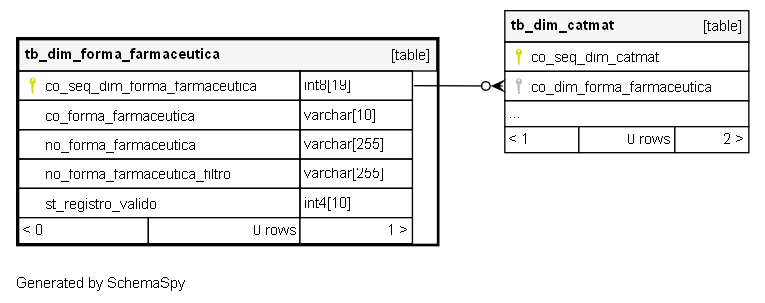 tb_dim_forma_farmaceutica [table]
co_seq_dim_forma_farmaceutica int8[19]
co_forma_farmaceutica varchar[10]
no_forma_farmaceutica varchar[255]
no_forma_farmaceutica_filtro varchar[255]
st_registro_valido int4[10]
< 0 0 rows 1 >
tb_dim_catmat [table]
co_seq_dim_catmat
co_dim_forma_farmaceutica
...
< 1 0 rows 2 >
Generated by SchemaSpy